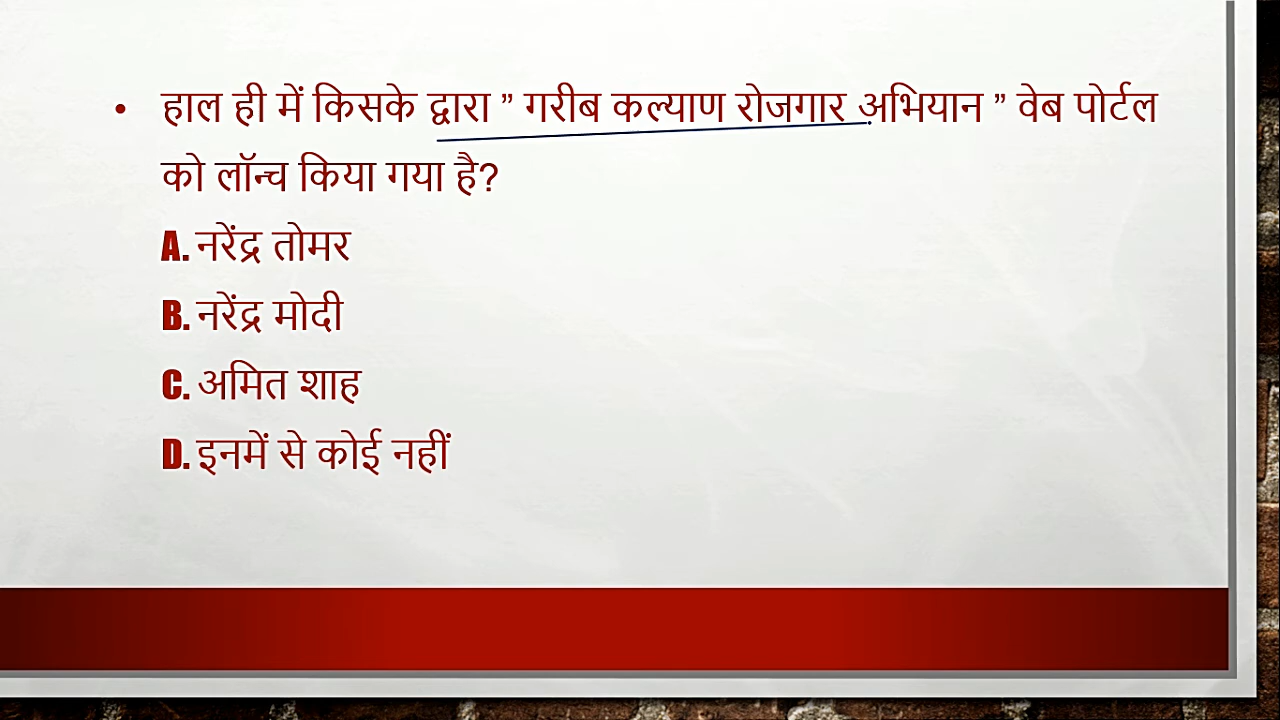 • हाल ही में किसके द्वारा ” गरीब कल्याण रोजगार अभियान ” वेब पोर्टल
को लॉन्च किया गया है?
A. नरेंद्र तोमर
B. नरेंद्र मोदी
C. अमित शाह
D. इनमें से कोई नहीं